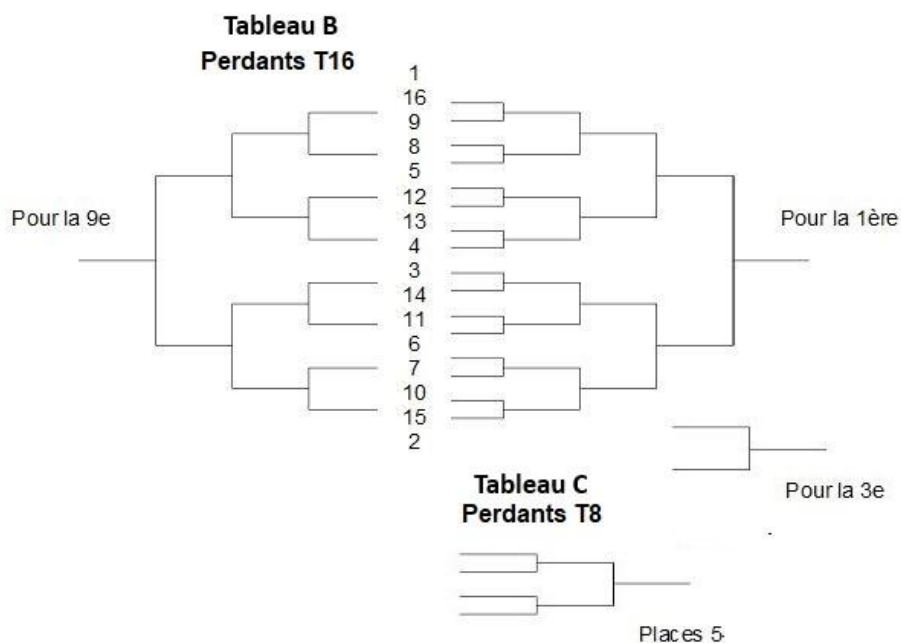 Tableau B
Perdants T16
1
16
9
8
5
12
13
4
3
14
11
6
7
10
15
2
Pour la 9e
Pour la 1ère
Pour la 3e
Tableau C
Perdants T8
Places 5-